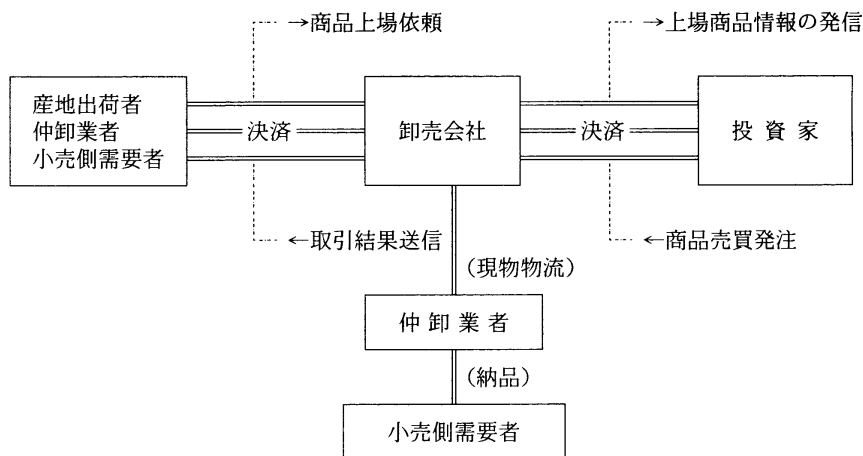 →商品上場依頼
→上場商品情報の発信
産地出荷者
仲卸業者
小売側需要者
決済
卸売会社
決済
投資家
←取引結果送信
←商品売買発注
（現物物流）
仲卸業者
（納品）
小売側需要者